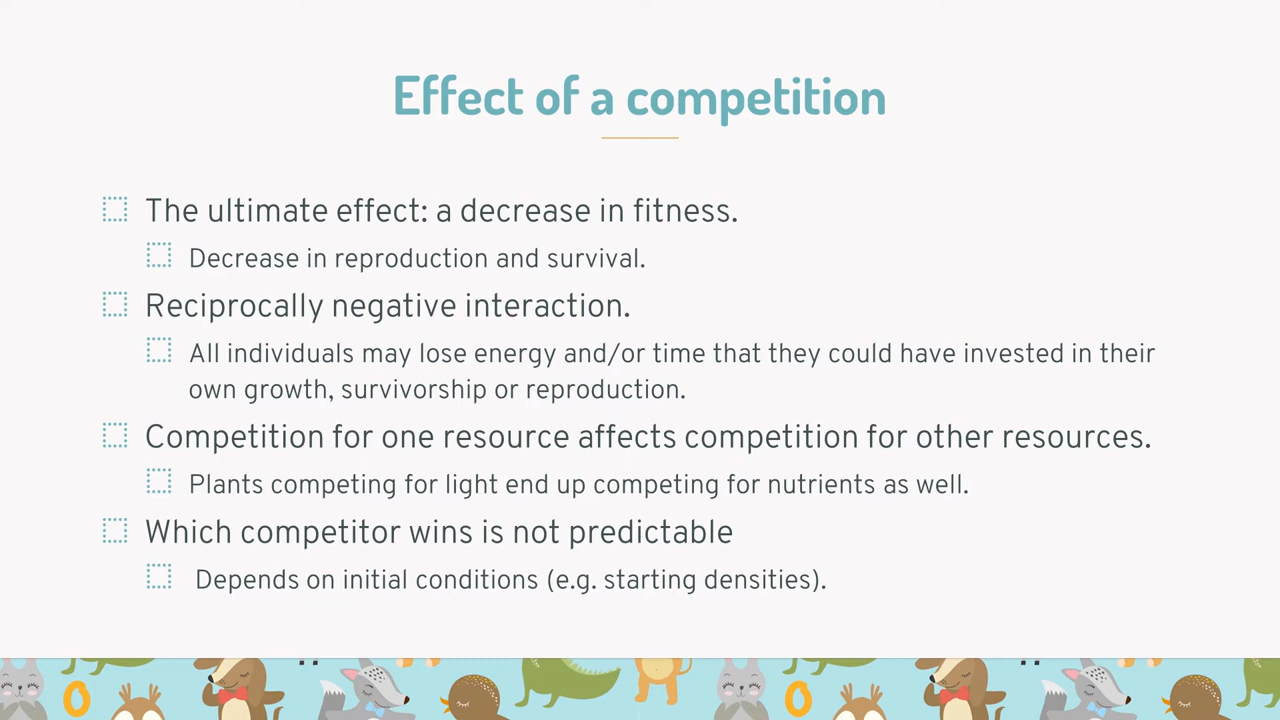 Effect of a competition
The ultimate effect: a decrease in fitness.
Decrease in reproduction and survival.
Reciprocally negative interaction.
All individuals may lose energy and/or time that they could have invested in their
own growth, survivorship or reproduction.
Competition for one resource affects competition for other resources.
Plants competing for light end up competing for nutrients as well.
Which competitor wins is not predictable
Depends on initial conditions (e.g. starting densities).